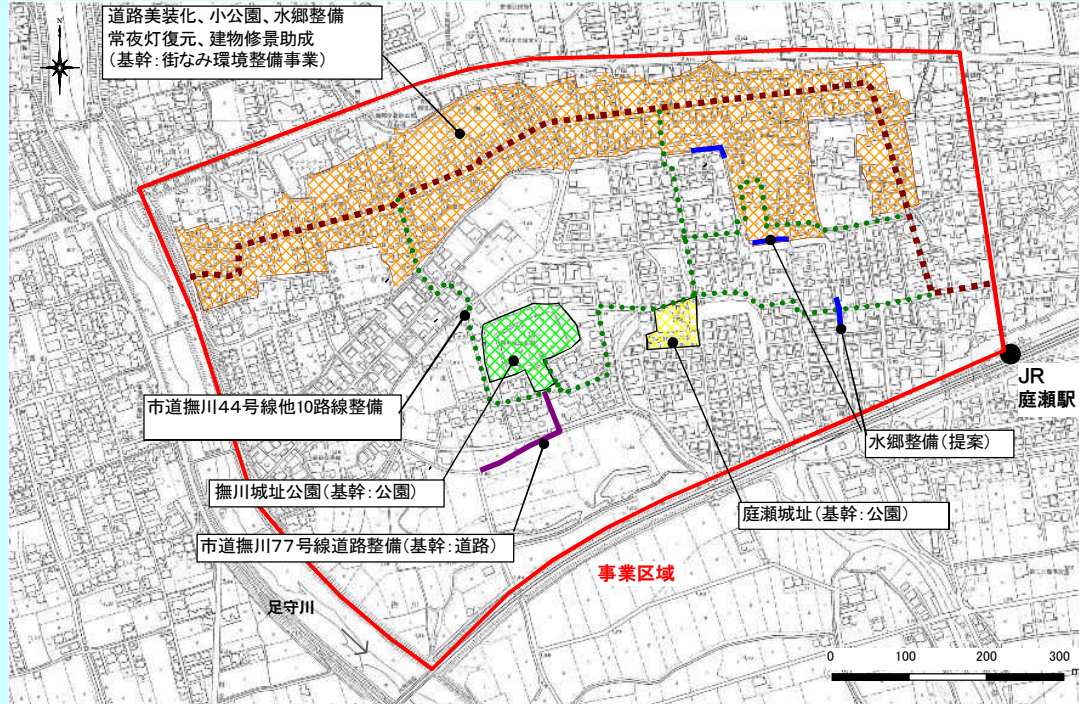 道路美装化、小公園、水郷整備
常夜灯復元、建物修景助成
(基幹:街なみ環境整備事業)
N
JR
庭瀬駅
市道撫川44号線他10路線整備
水郷整備(提案)
撫川城址公園(基幹:公園)
庭瀬城址(基幹:公園)
市道撫川77号線道路整備(基幹:道路)
事業区域
足守川
0 100 200 300
m